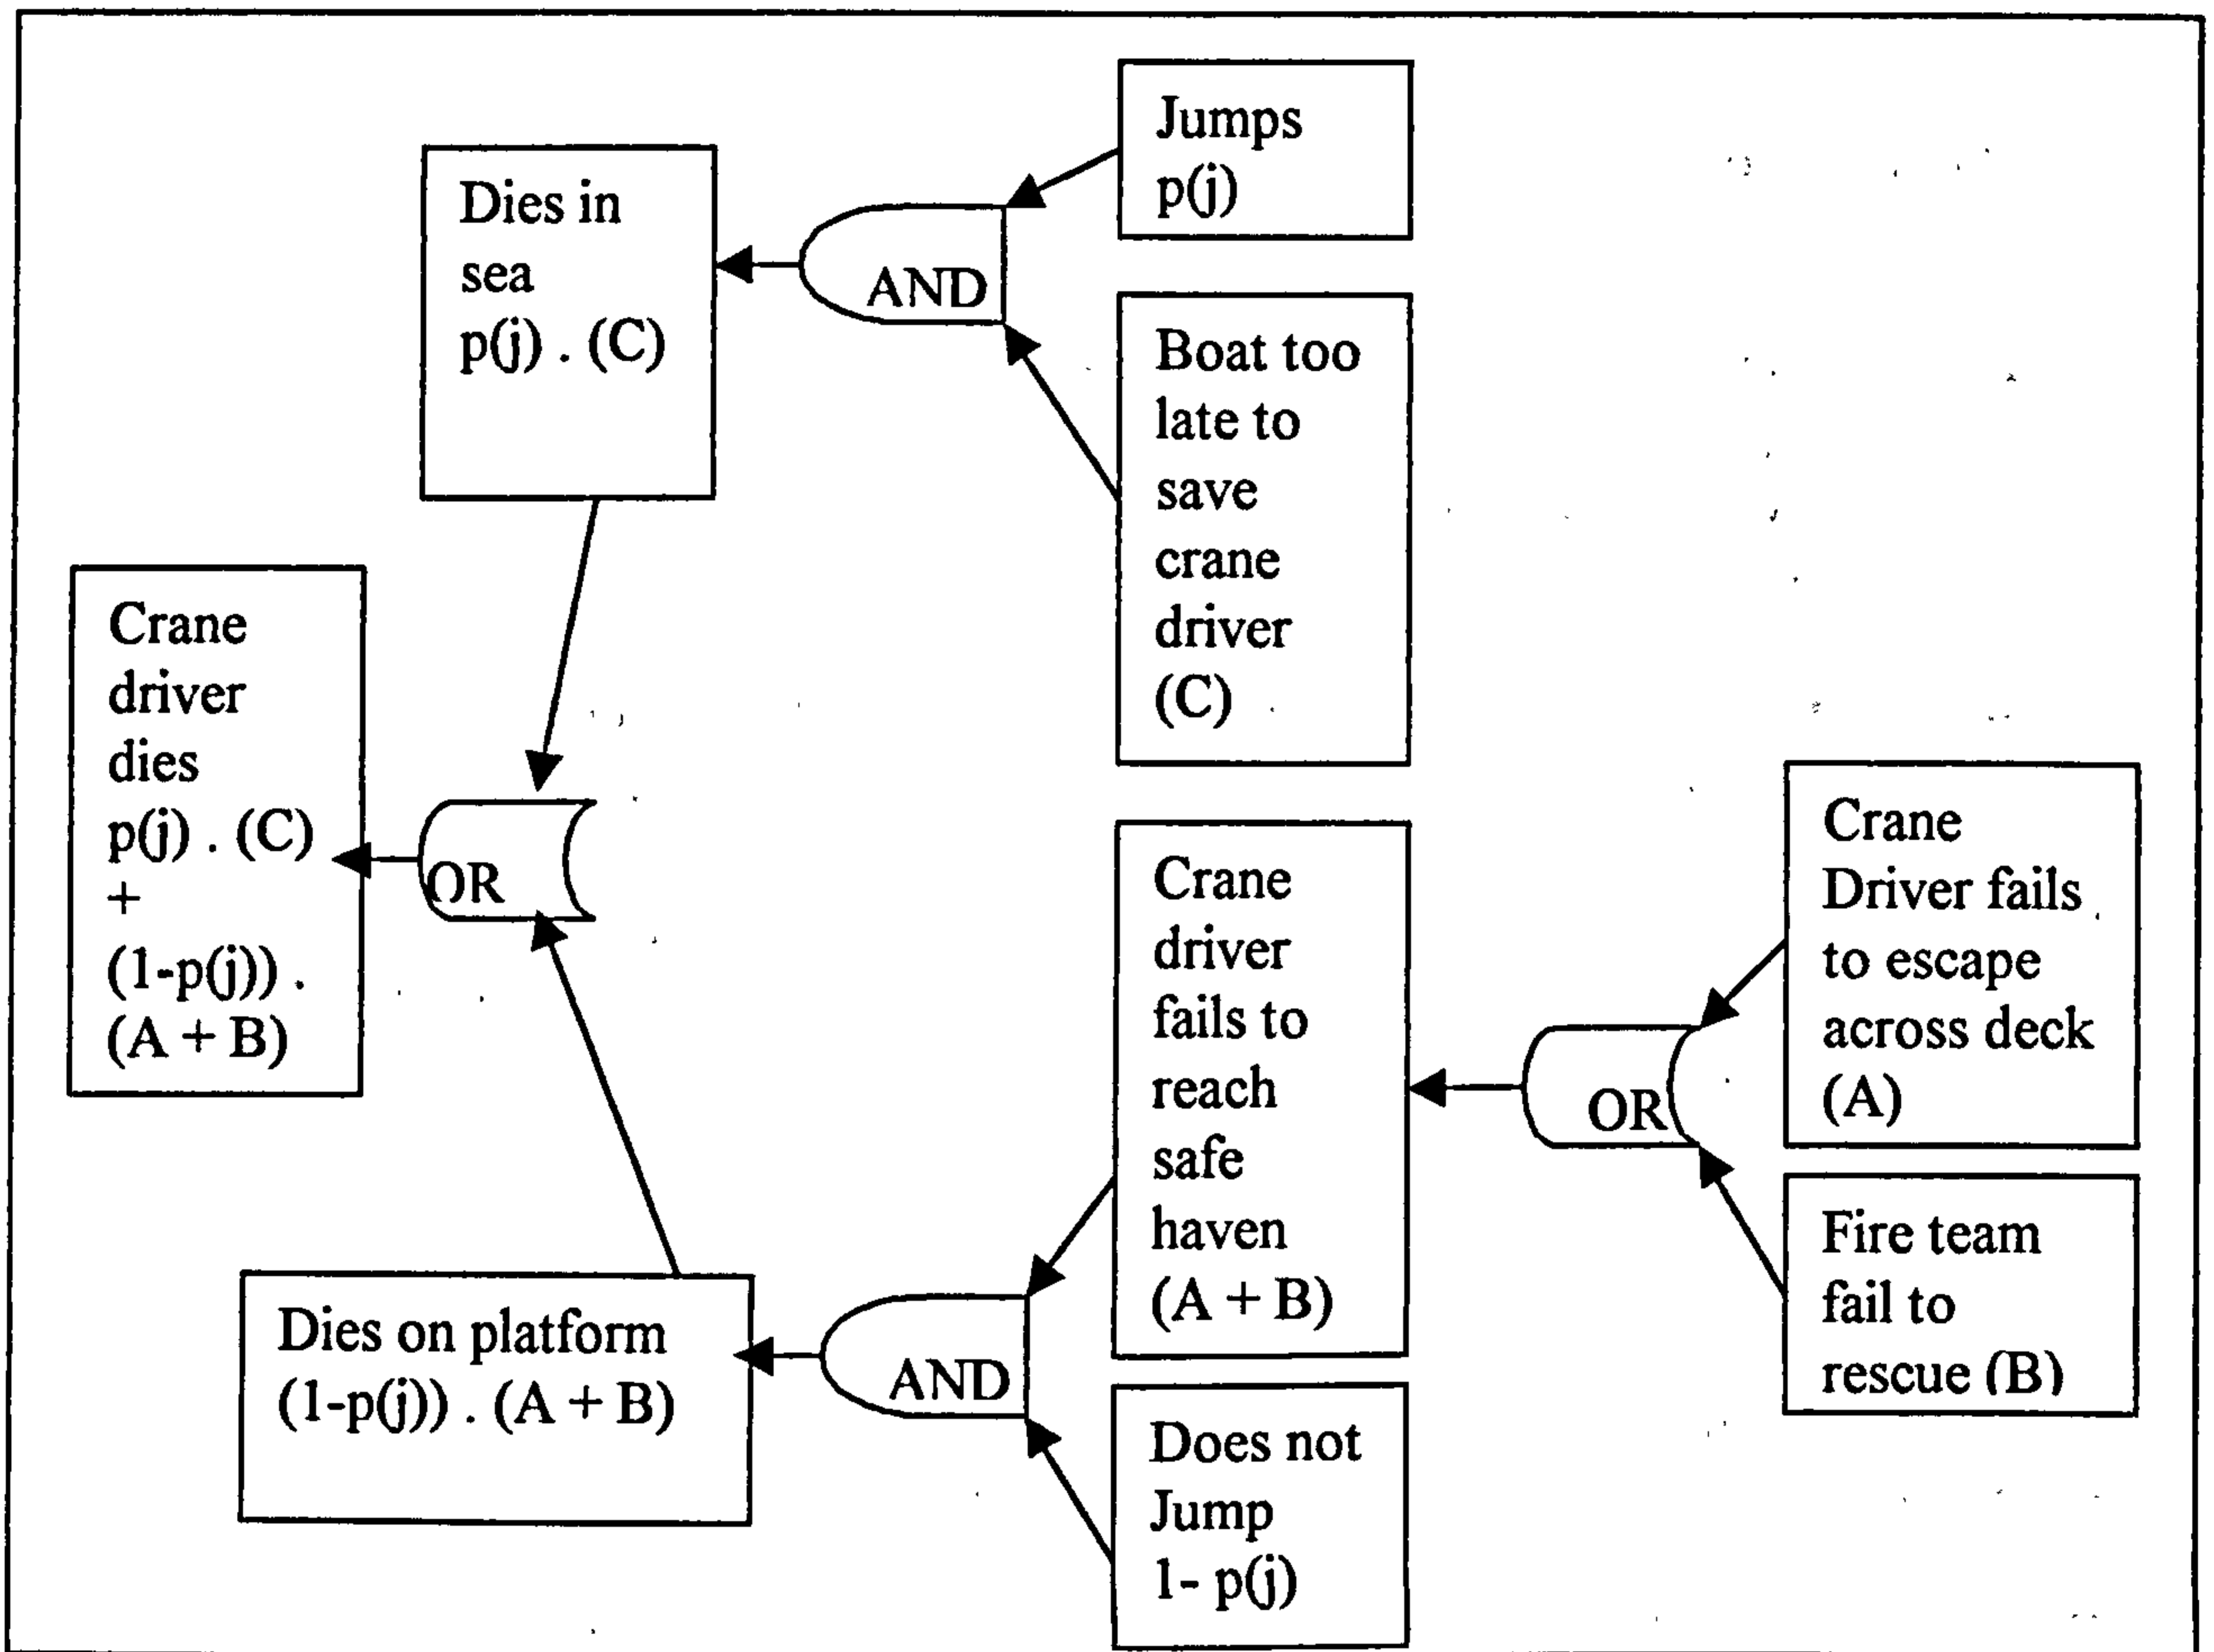 Jumps
p(j)
Dies in
sea
p(j) . (C)
AND
Boat too
late to
save
crane
driver
(C)
Crane
driver
dies
p(j) . (C)
+
(1-p(j)) .
(A + B)
OR
Crane
driver
fails to
reach
safe
haven
(A + B)
Crane
Driver fails
to escape
across deck
(A)
OR
Fire team
fail to
rescue (B)
Dies on platform
(1-p(j)) . (A + B)
AND
Does not
Jump
1- p(j)